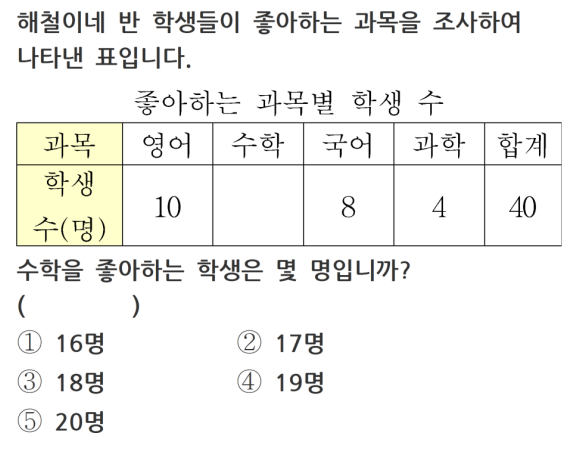 해철이네 반 학생들이 좋아하는 과목을 조사하여
나타낸 표입니다.
좋아하는 과목별 학생 수
과목 영어 수학 국어 과학 합계
학생
수(명) 10 8 4 40
수학을 좋아하는 학생은 몇 명입니까?
( )
① 16명 ② 17명
③ 18명 ④ 19명
⑤ 20명